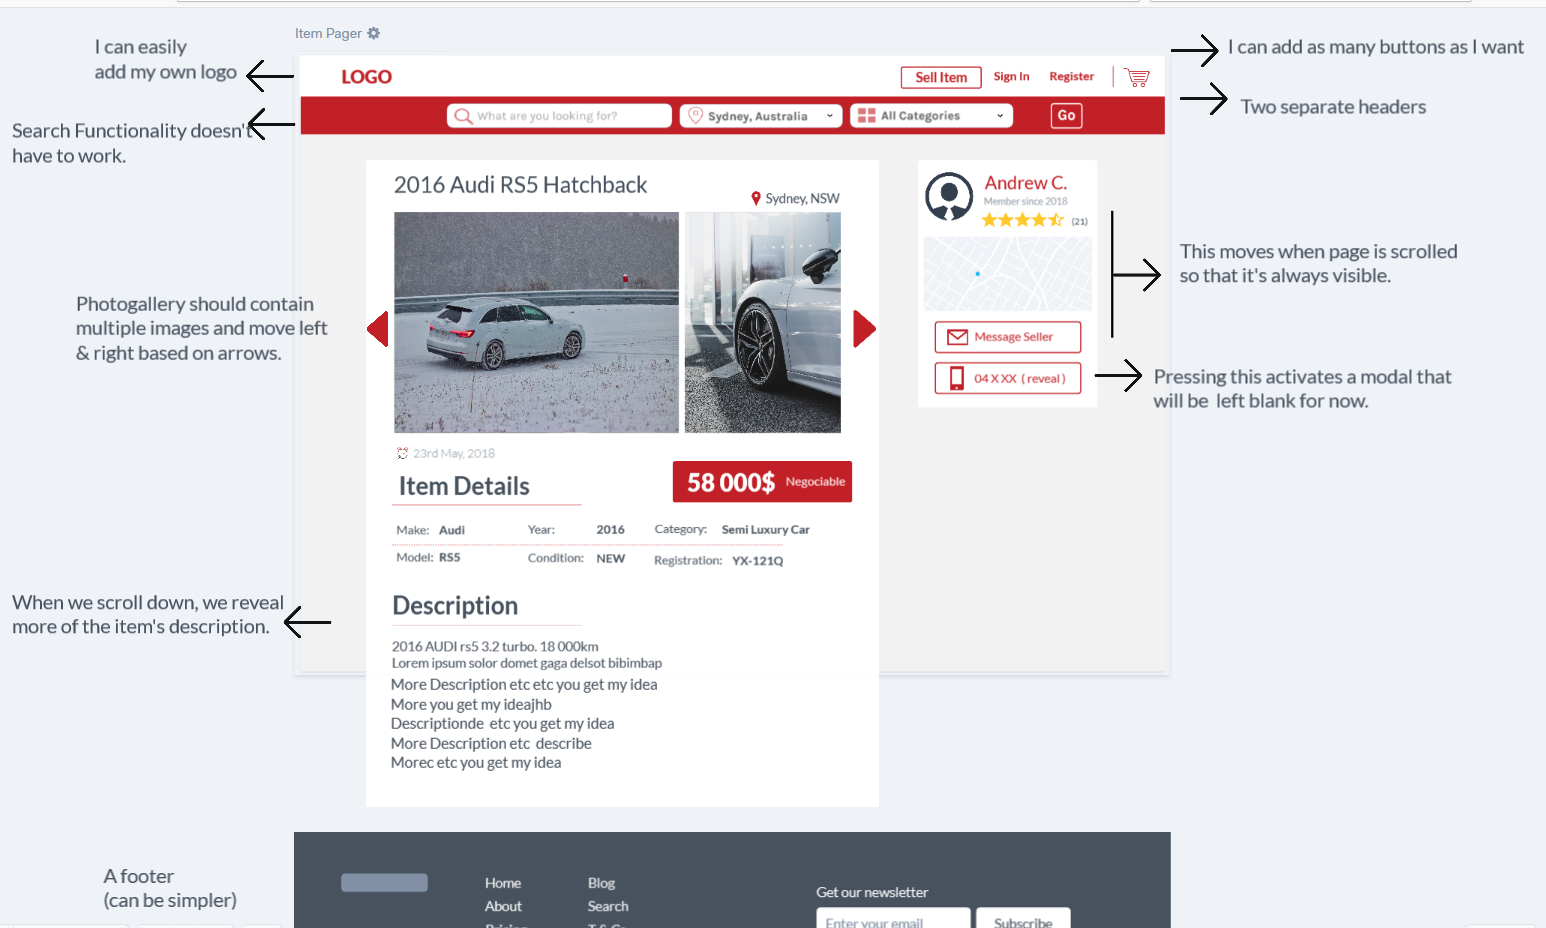 Item Pager
I can easily
add my own logo
I can add as many buttons as I want
LOGO
Sell Item
Sign In
Register
Two separate headers
What are you looking for?
Sydney, Australia
All Categories
Go
Search Functionality doesn't
have to work.
2016 Audi RS5 Hatchback
Sydney, NSW
Andrew C.
Member since 2018
(21)
This moves when page is scrolled
so that it's always visible.
Photogallery should contain
multiple images and move left
& right based on arrows.
Message Seller
04 X XX ( reveal )
Pressing this activates a modal that
will be left blank for now.
23rd May, 2018
Item Details
58 000$ Negociable
Make: Audi Year: 2016 Category: Semi Luxury Car
Model: RS5 Condition: NEW Registration: YX-121Q
When we scroll down, we reveal
more of the item's description.
Description
2016 AUDI rs5 3.2 turbo. 18 000km
Lorem ipsum solor domet gaga delsot bibimbap
More Description etc etc you get my idea
More you get my ideajhb
Descriptionde etc you get my idea
More Description etc describe
Morec etc you get my idea
A footer
(can be simpler)
Home
About
Pricing
Blog
Search
Get our newsletter
Enter your email
Subscribe